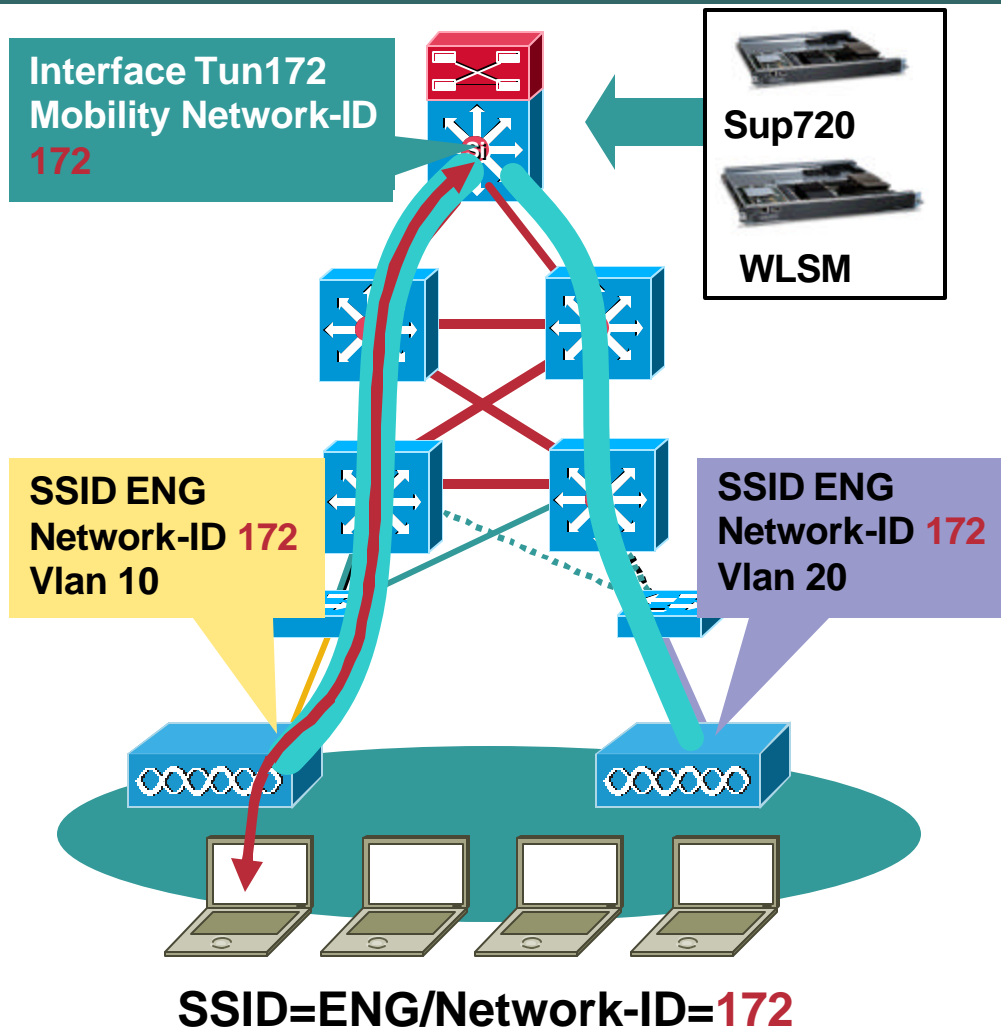 Interface Tun172
Mobility Network-ID
172
Si
Sup720
WLSM
SSID ENG
Network-ID 172
Vlan 10
SSID ENG
Network-ID 172
Vlan 20
SSID=ENG/Network-ID=172